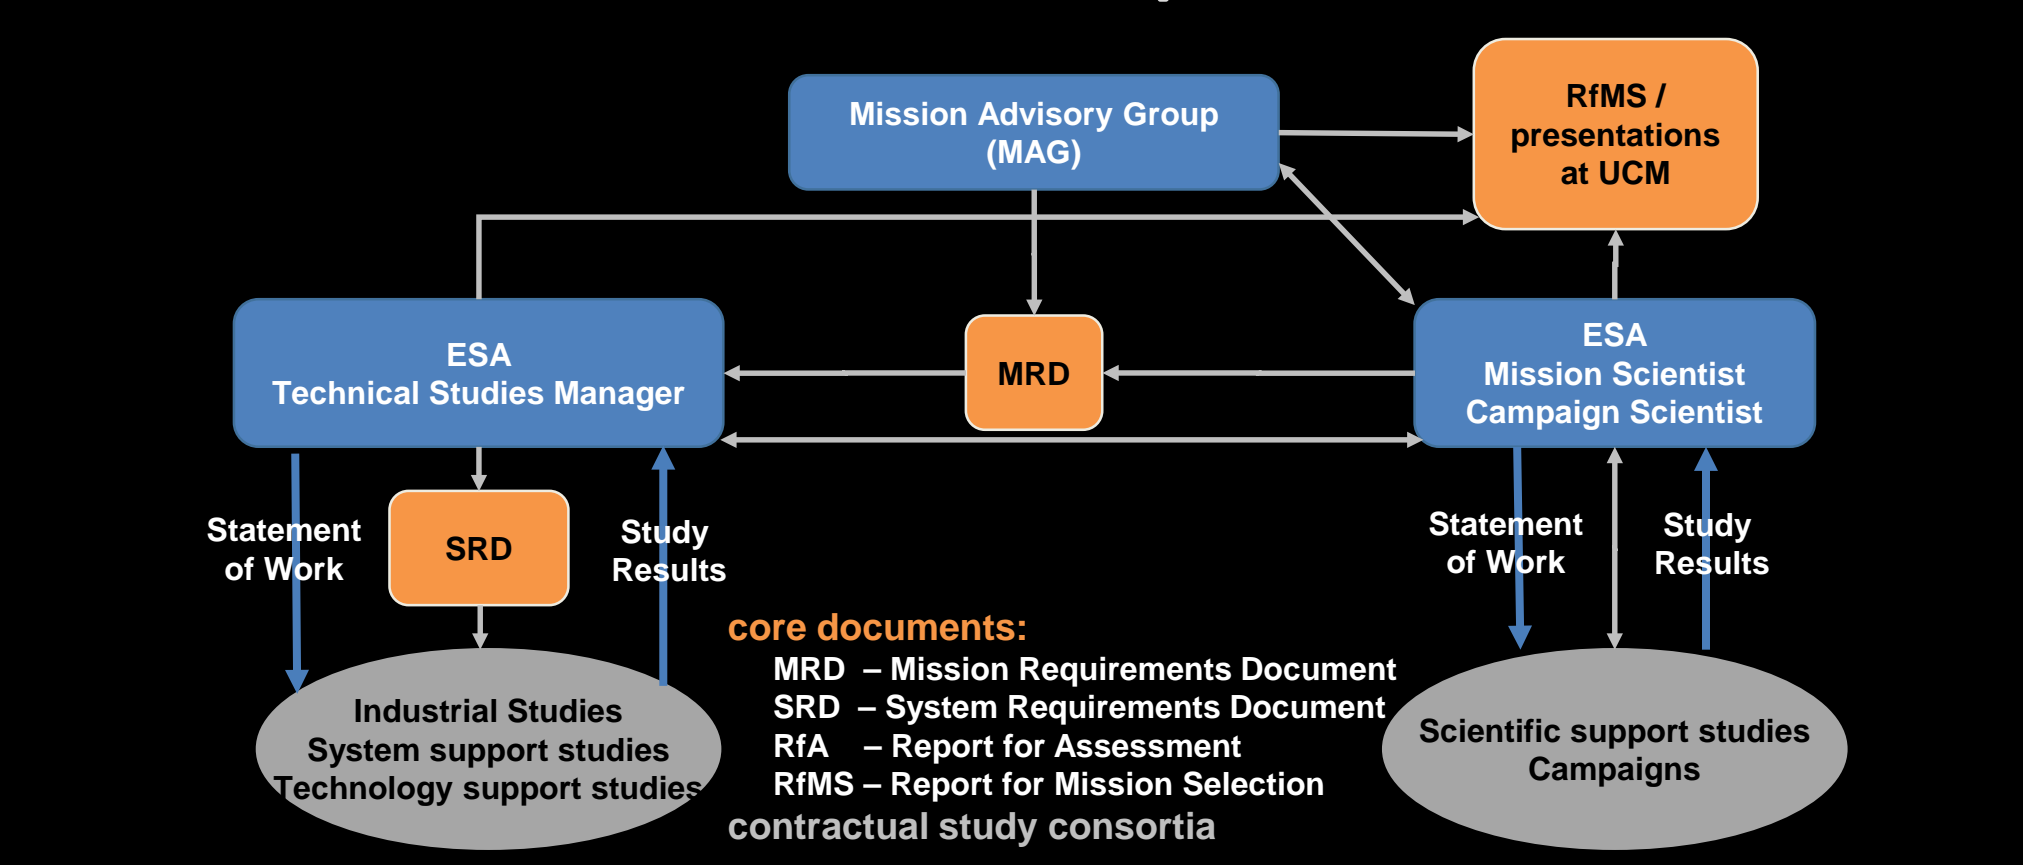 Mission Advisory Group
(MAG)
RfMS /
presentations
at UCM
ESA
Technical Studies Manager
MRD
ESA
Mission Scientist
Campaign Scientist
Statement
of Work
SRD
Study
Results
Statement
of Work
Study
Results
core documents:
MRD – Mission Requirements Document
SRD – System Requirements Document
RfA – Report for Assessment
RfMS – Report for Mission Selection
contractual study consortia
Industrial Studies
System support studies
Technology support studies
Scientific support studies
Campaigns